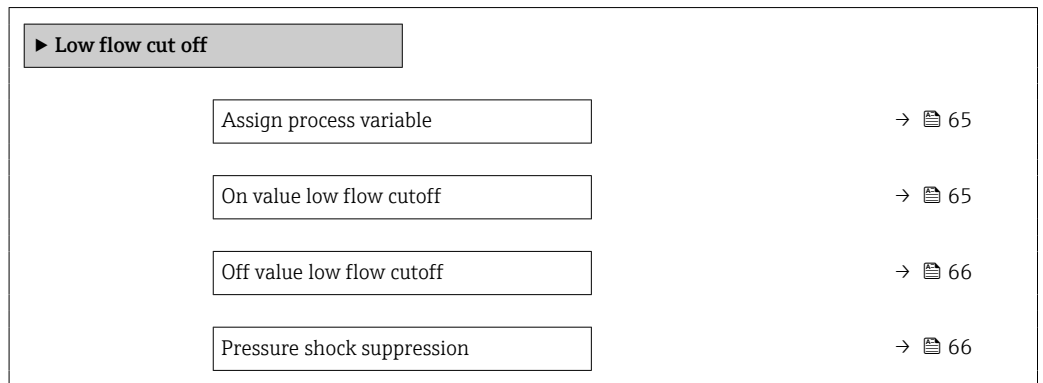 ▶ Low flow cut off
Assign process variable → 65
On value low flow cutoff → 65
Off value low flow cutoff → 66
Pressure shock suppression → 66